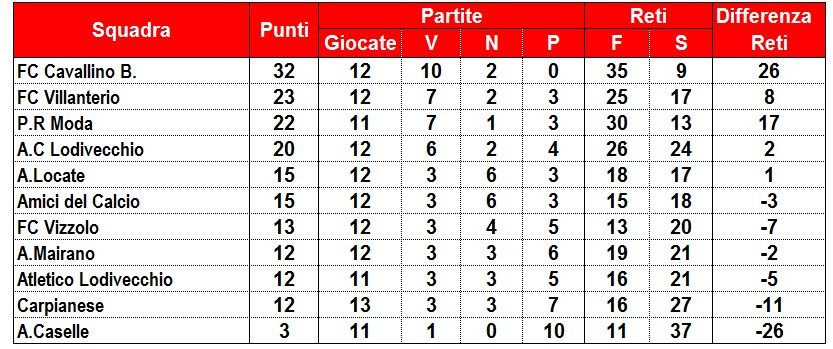 Squadra Punti Partite Reti Differenza Reti
Giocate V N P F S
FC Cavallino B. 32 12 10 2 0 35 9 26
FC Villanterio 23 12 7 2 3 25 17 8
P.R Moda 22 11 7 1 3 30 13 17
A.C Lodivecchio 20 12 6 2 4 26 24 2
A.Locate 15 12 3 6 3 18 17 1
Amici del Calcio 15 12 3 6 3 15 18 -3
FC Vizzolo 13 12 3 4 5 13 20 -7
A.Mairano 12 12 3 3 6 19 21 -2
Atletico Lodivecchio 12 11 3 3 5 16 21 -5
Carpianese 12 13 3 3 7 16 27 -11
A.Caselle 3 11 1 0 10 11 37 -26